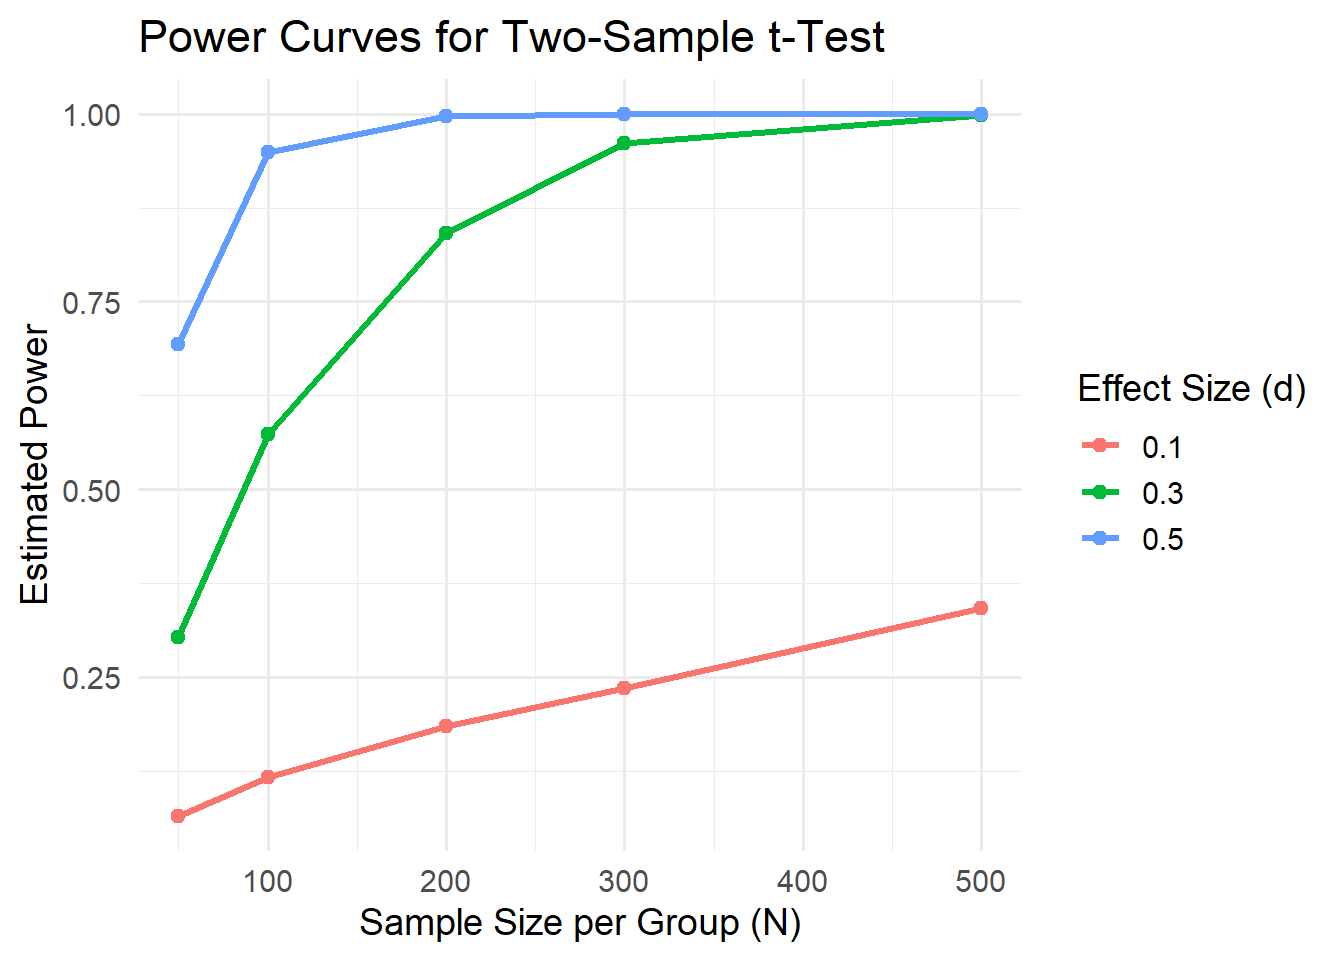 Power Curves for Two-Sample t-Test
1.00
0.75
0.50
0.25
Estimated Power
100 200 300 400 500
Sample Size per Group (N)
Effect Size (d)
0.1
0.3
0.5